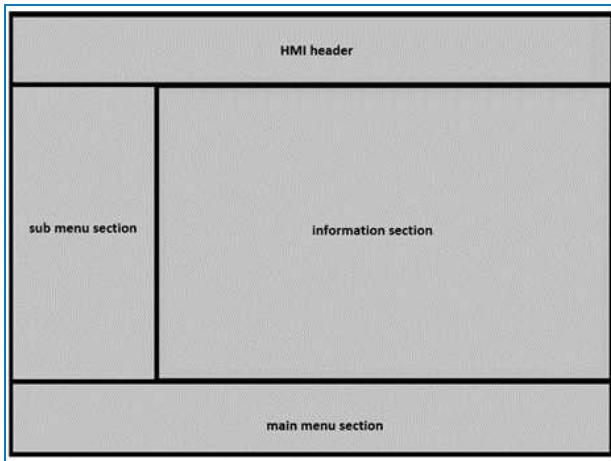 HMI header
sub menu section
information section
main menu section